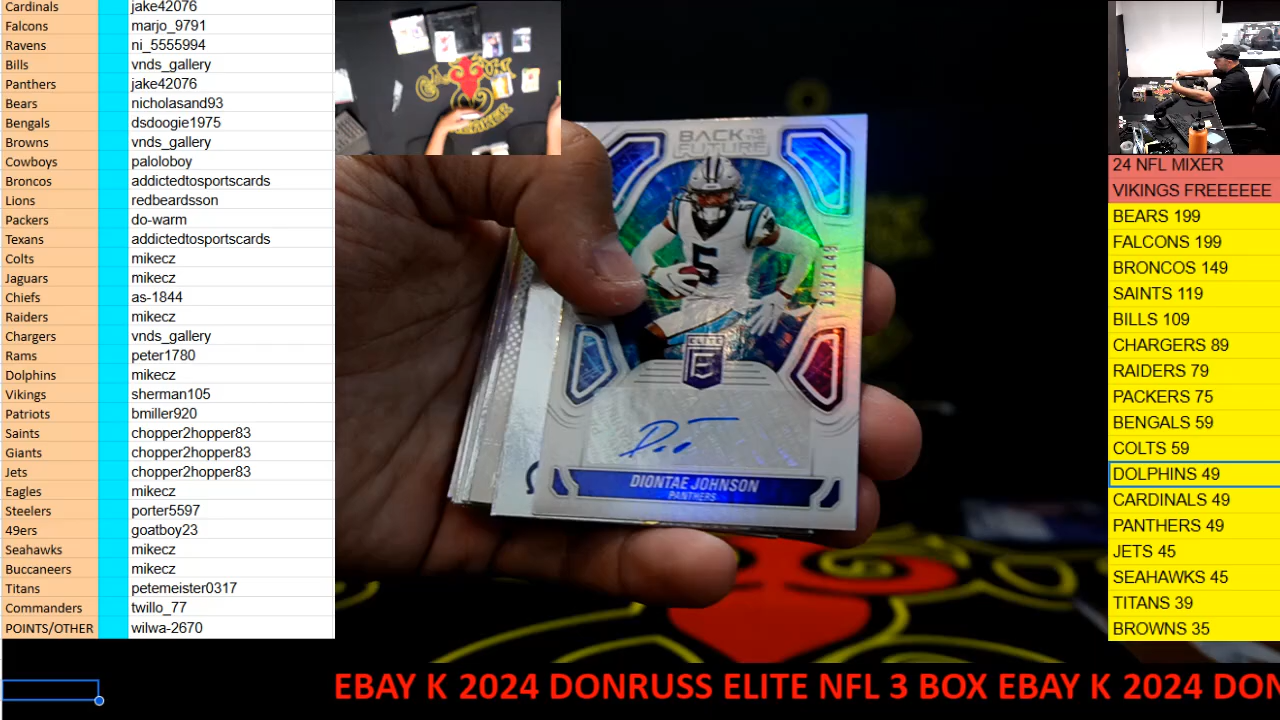 Cardinals jake42076
Falcons marjo_9791
Ravens ni_5555994
Bills vnds_gallery
Panthers jake42076
Bears nicholasand93
Bengals dsdoogie1975
Browns vnds_gallery
Cowboys paloloboy
Broncos addictedtosportscards
Lions redbeardsson
Packers do-warm
Texans addictedtosportscards
Colts mikecz
Jaguars mikecz
Chiefs as-1844
Raiders mikecz
Chargers vnds_gallery
Rams peter1780
Dolphins mikecz
Vikings sherman105
Patriots bmiller920
Saints chopper2hopper83
Giants chopper2hopper83
Jets chopper2hopper83
Eagles mikecz
Steelers porter5597
49ers goatboy23
Seahawks mikecz
Buccaneers mikecz
Titans petemeister0317
Commanders twillo_77
POINTS/OTHER wilwa-2670
BACK TO THE
FUTURE
5
ELITE
E
DIONTAE JOHNSON
PANTHERS
24 NFL MIXER
VIKINGS FREEEEEE
BEARS 199
FALCONS 199
BRONCOS 149
SAINTS 119
BILLS 109
CHARGERS 89
RAIDERS 79
PACKERS 75
BENGALS 59
COLTS 59
DOLPHINS 49
CARDINALS 49
PANTHERS 49
JETS 45
SEAHAWKS 45
TITANS 39
BROWNS 35
EBAY K 2024 DONRUSS ELITE NFL 3 BOX EBAY K 2024 DON